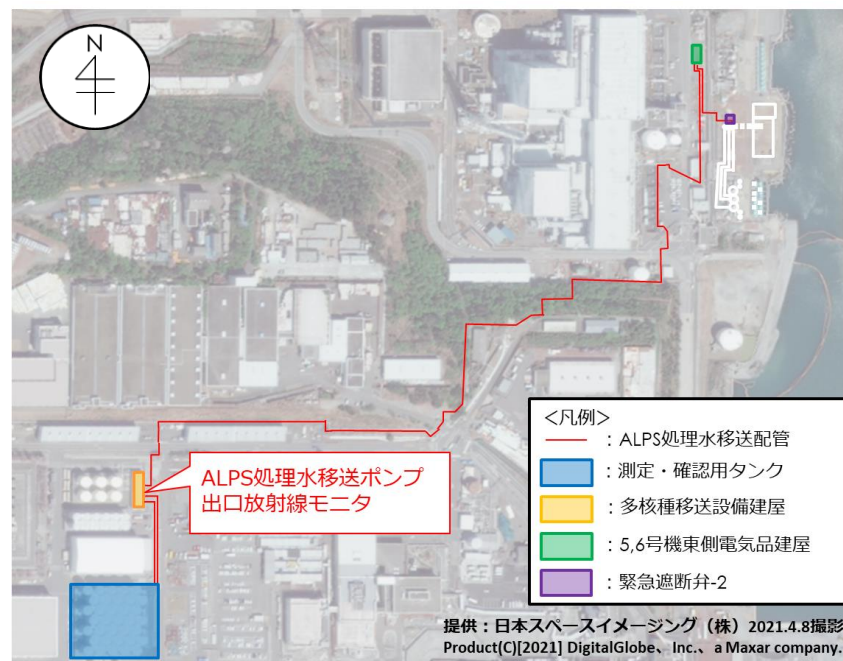 N
ALPS処理水移送ポンプ
出口放射線モニタ
<凡例>
：ALPS処理水移送配管
：測定・確認用タンク
：多核種移送設備建屋
：5,6号機東側電気品建屋
：緊急遮断弁-2
提供：日本スペースイメージング（株）2021.4.8撮影
Product(C)[2021] DigitalGlobe、Inc.、a Maxar company.